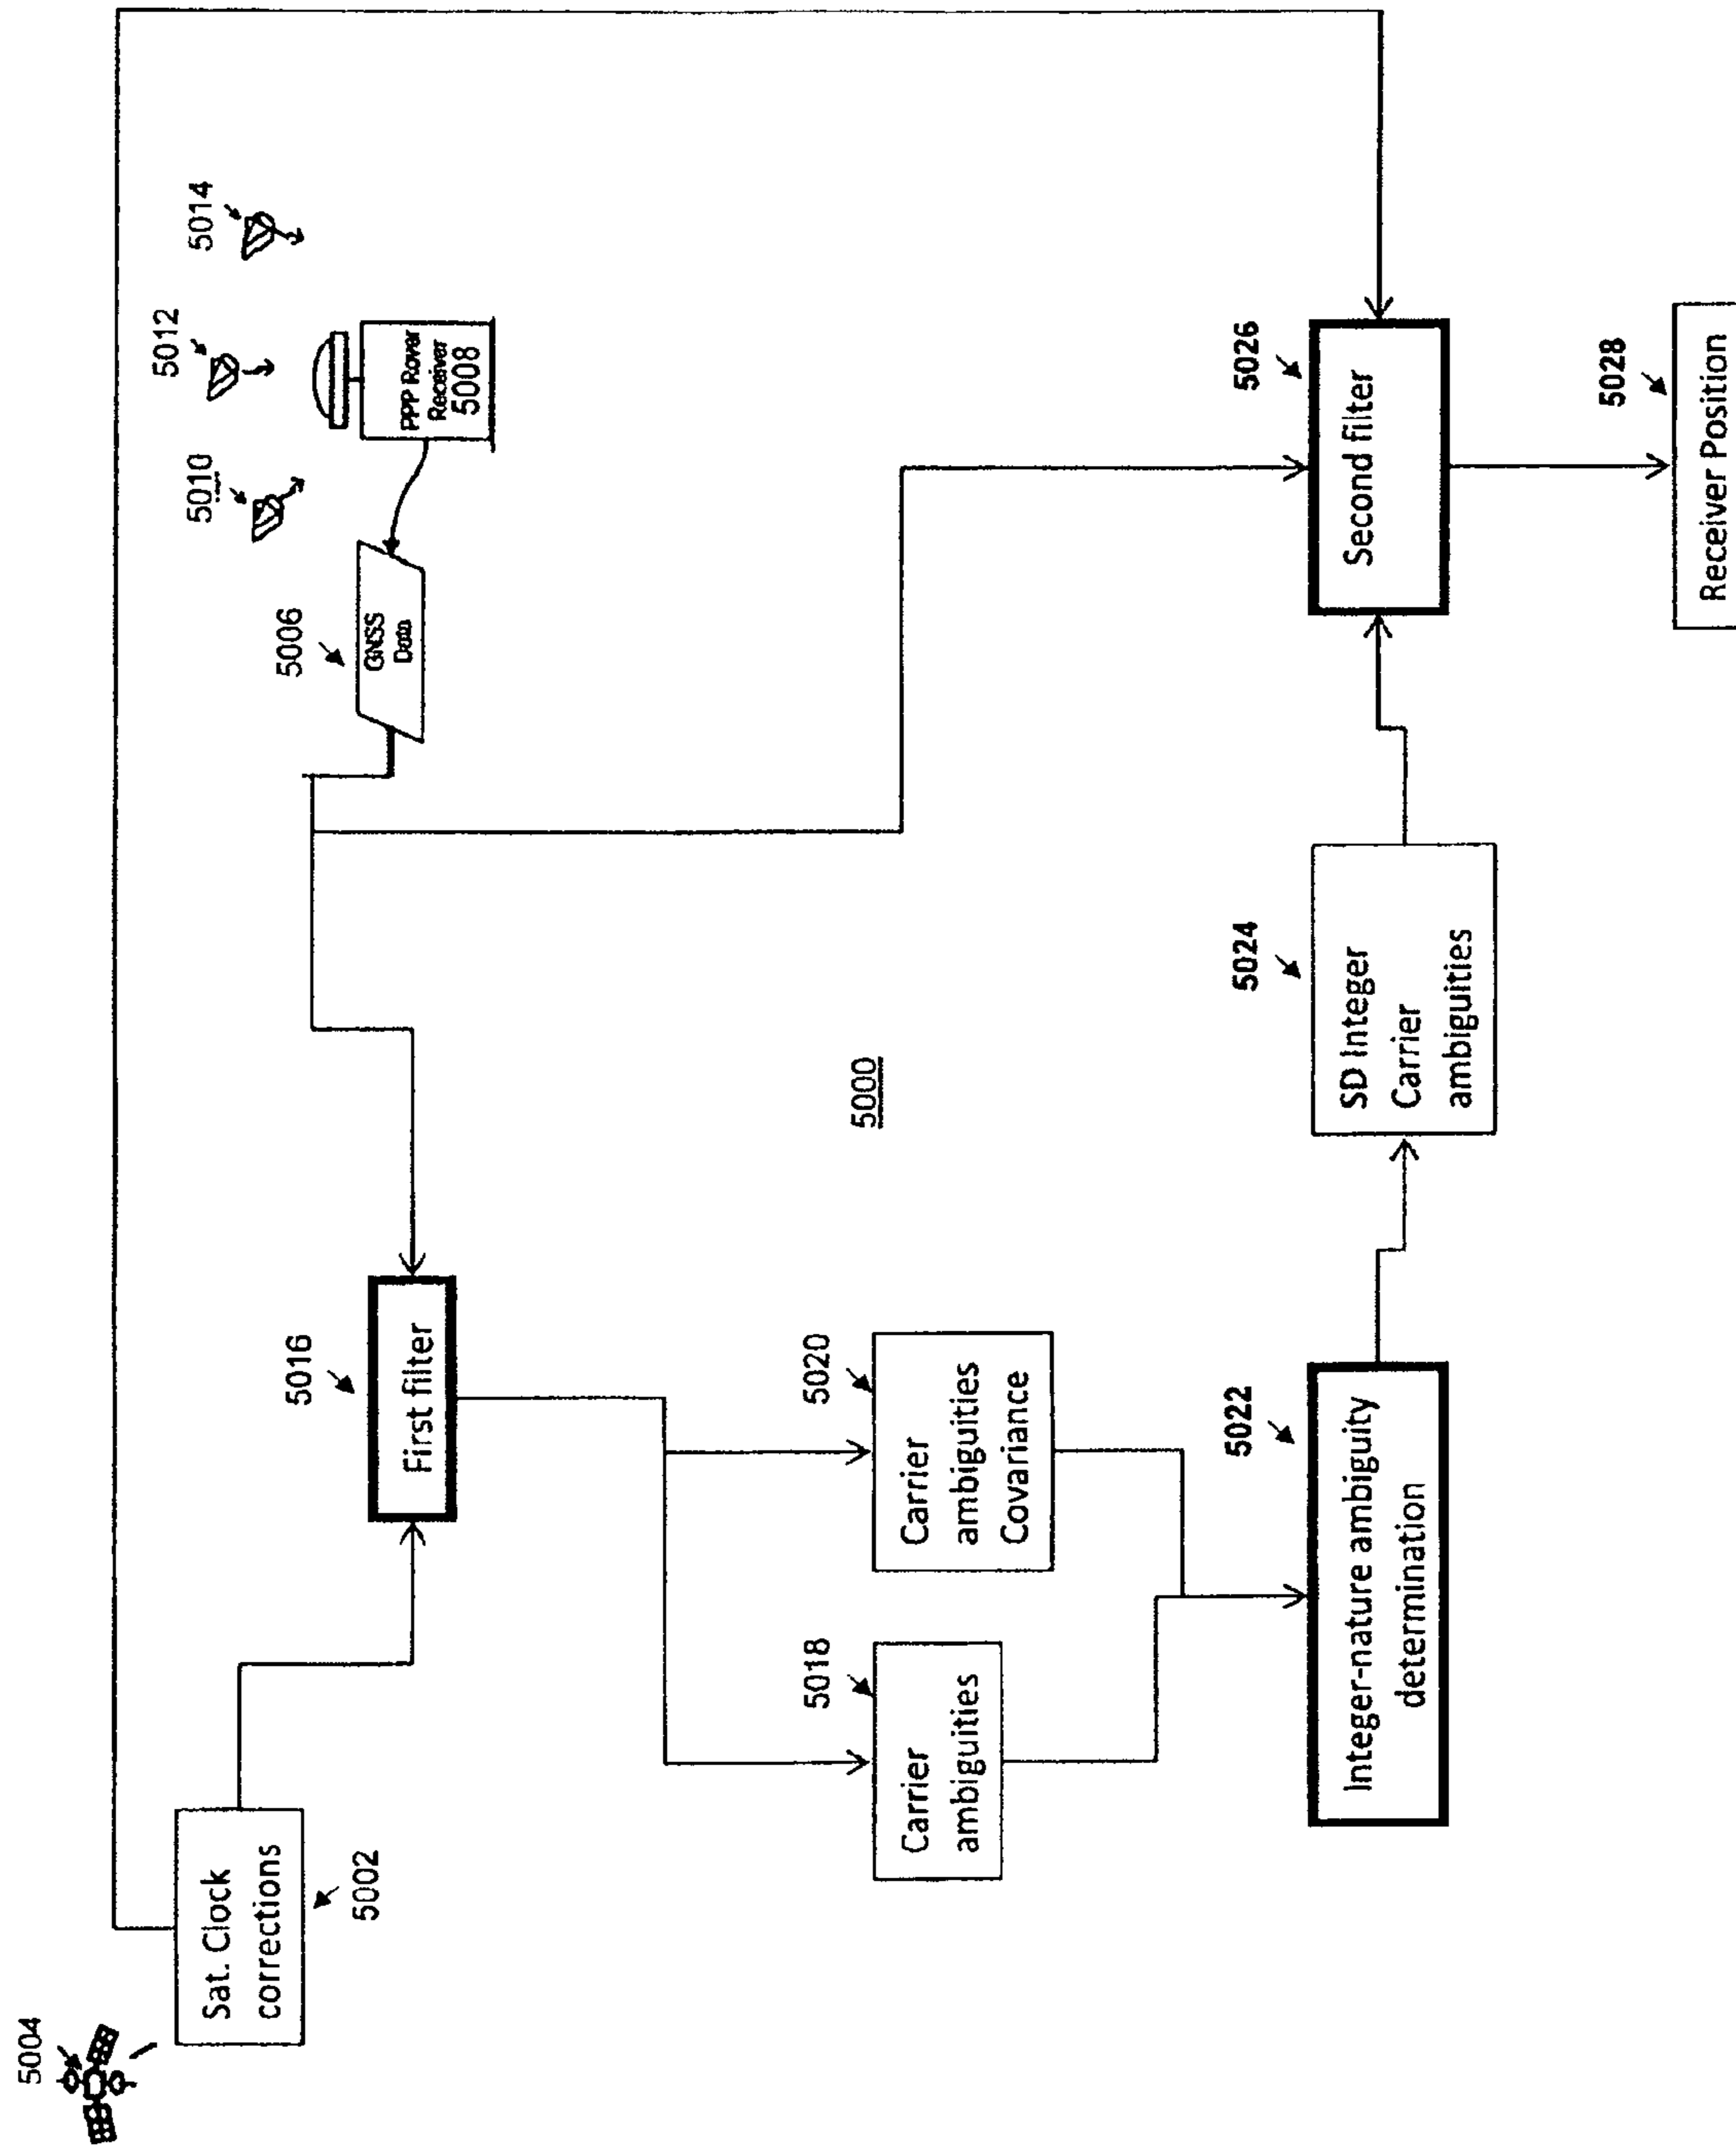 5004
Sat. Clock
corrections
5002
5010
5012
5014
5006
GNSS
Data
PPP Rover
Receiver
5008
5016
First filter
5018
Carrier
ambiguities
5020
Carrier
ambiguities
Covariance
5000
5022
Integer-nature ambiguity
determination
5024
SD Integer
Carrier
ambiguities
5026
Second filter
5028
Receiver Position